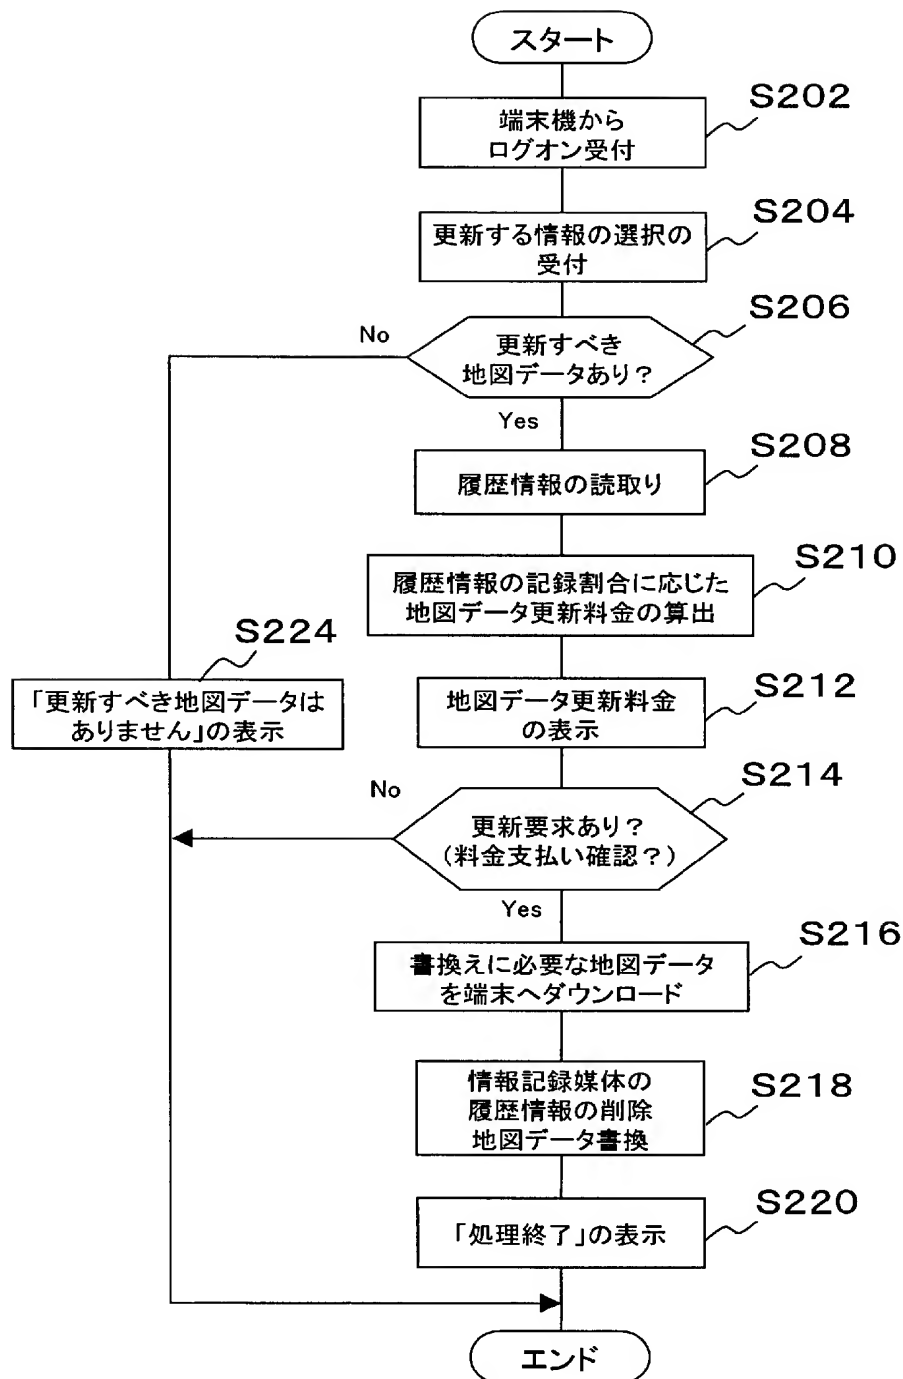 スタート
S202
端末機から
ログオン受付
S204
更新する情報の選択の
受付
S206
No
更新すべき
地図データあり?
Yes
S208
履歴情報の読取り
S210
履歴情報の記録割合に応じた
地図データ更新料金の算出
S224
「更新すべき地図データは
ありません」の表示
S212
地図データ更新料金
の表示
S214
No
更新要求あり?
(料金支払い確認?)
Yes
S216
書換えに必要な地図データ
を端末へダウンロード
S218
情報記録媒体の
履歴情報の削除
地図データ書換
S220
「処理終了」の表示
エンド